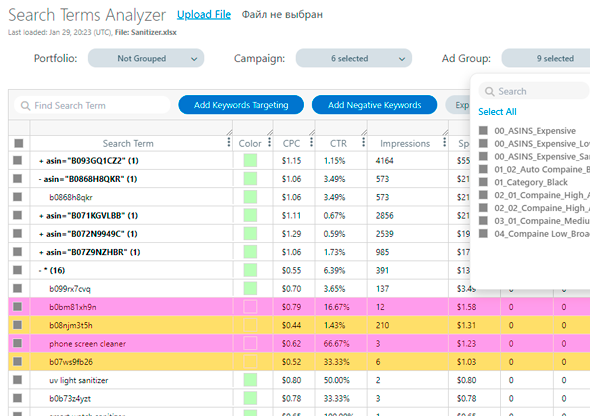 Search Terms Analyzer Upload File Файл не выбран
Last loaded: Jan 29, 20:23 (UTC), File: Sanitizer.xlsx
Portfolio: Not Grouped Campaign: 6 selected Ad Group: 9 selected
Find Search Term Add Keywords Targeting Add Negative Keywords Exp
Search
Select All
00_ASINS_Expensive
00_ASINS_Expensive_Lov
00_ASINS_Expensive_Sar
01_02_Auto Compaine_B
01_Category_Black
02_01_Compaine_High_A
02_02_Compaine_High_A
03_01_Compaine_Medium
04_Compaine Low_Broad
Search Term Color CPC CTR Impressions Sp
+ asin="B093GQ1CZ2" (1) $1.15 1.15% 4164 $55
- asin="B0868H8QKR" (1) $1.06 3.49% 573 $21
b0868h8qkr $1.06 3.49% 573 $21
+ asin="B071KGVLBB" (1) $1.11 0.67% 2856 $21
+ asin="B072N9949C" (1) $1.29 0.59% 2539 $19
+ asin="B07Z9NZHBR" (1) $1.06 1.73% 985 $17
- * (16) $0.55 6.39% 391 $13
b099rx7cvq $0.70 3.65% 137 $3.49
b0bm81xh9n $0.79 16.67% 12 $1.58 0 0
b08njm3t5h $0.44 1.43% 210 $1.31 0 0
phone screen cleaner $0.62 66.67% 3 $1.23 0 0
b07ws9fb26 $0.52 33.33% 6 $1.03 0 0
uv light sanitizer $0.80 50.00% 2 $0.80 0 0
b0b73z4yzt $0.78 33.33% 3 $0.78 0 0